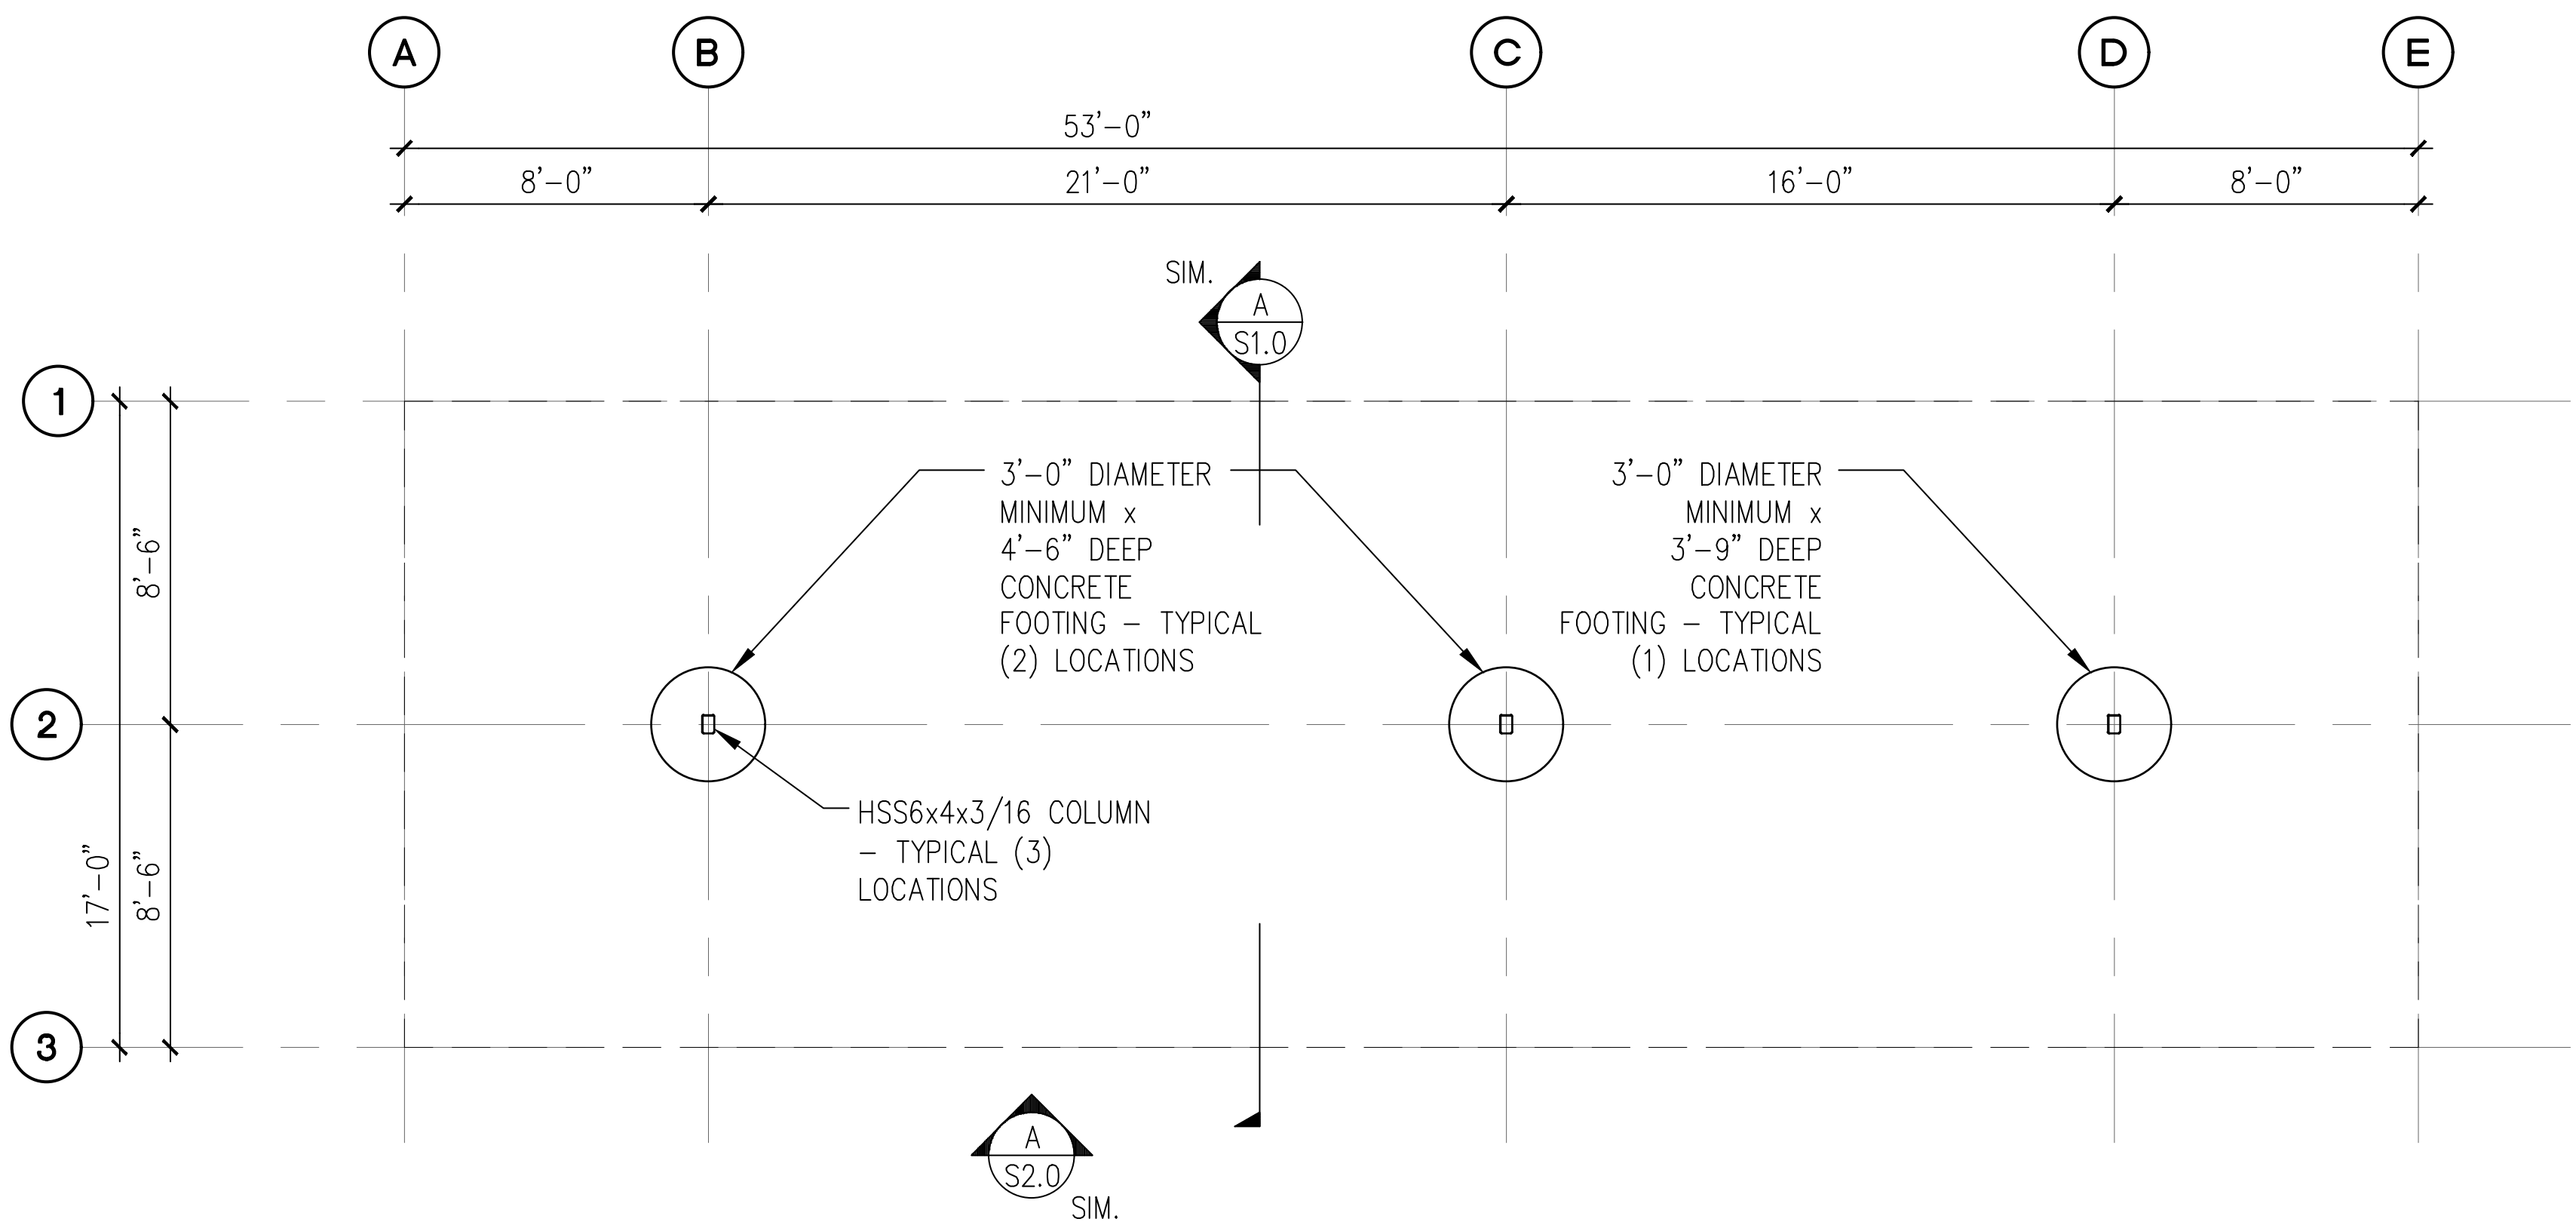 A B C D E
53'-0"
8'-0" 21'-0" 16'-0" 8'-0"
SIM.
A
S1.0
1
3'-0" DIAMETER
MINIMUM x
4'-6" DEEP
CONCRETE
FOOTING - TYPICAL
(2) LOCATIONS
3'-0" DIAMETER
MINIMUM x
3'-9" DEEP
CONCRETE
FOOTING - TYPICAL
(1) LOCATIONS
8'-6"
2
HSS6x4x3/16 COLUMN
- TYPICAL (3)
LOCATIONS
17'-0"
8'-6"
3
A
S2.0
SIM.